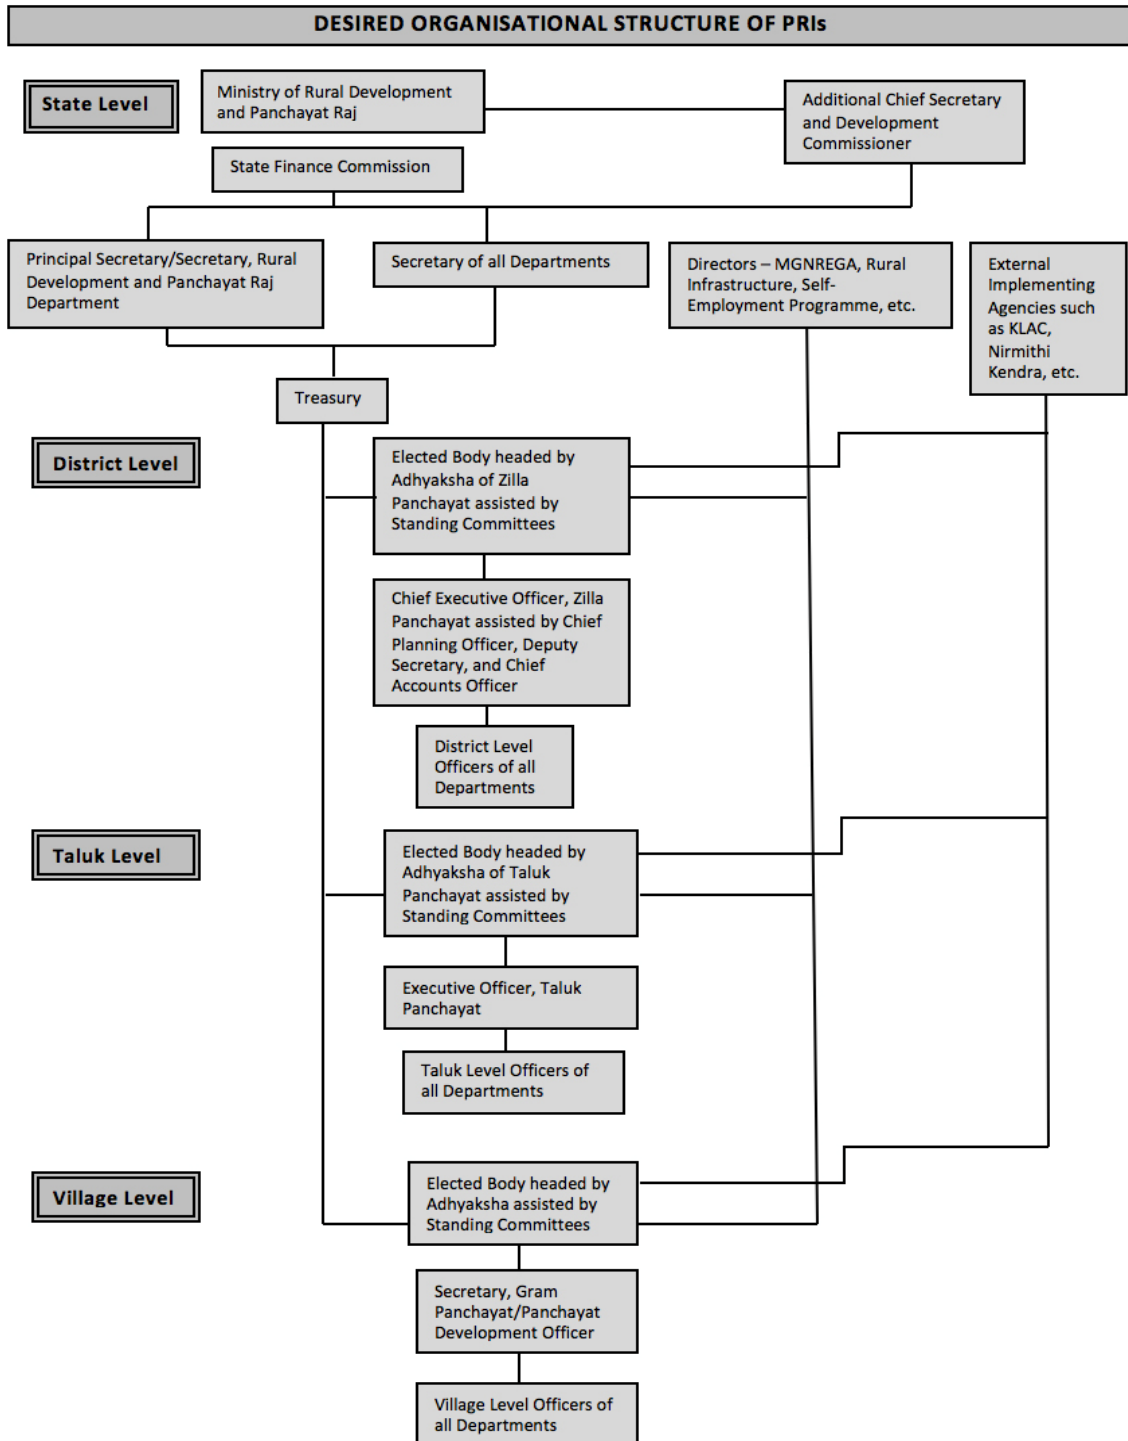 DESIRED ORGANISATIONAL STRUCTURE OF PRIs
State Level
Ministry of Rural Development
and Panchayat Raj
Additional Chief Secretary
and Development
Commissioner
State Finance Commission
Principal Secretary/Secretary, Rural
Development and Panchayat Raj
Department
Secretary of all Departments
Directors – MGNREGA, Rural
Infrastructure, Self-
Employment Programme, etc.
External
Implementing
Agencies such
as KLAC,
Nirmithi
Kendra, etc.
Treasury
District Level
Elected Body headed by
Adhyaksha of Zilla
Panchayat assisted by
Standing Committees
Chief Executive Officer, Zilla
Panchayat assisted by Chief
Planning Officer, Deputy
Secretary, and Chief
Accounts Officer
District Level
Officers of all
Departments
Taluk Level
Elected Body headed by
Adhyaksha of Taluk
Panchayat assisted by
Standing Committees
Executive Officer, Taluk
Panchayat
Taluk Level Officers of
all Departments
Village Level
Elected Body headed by
Adhyaksha assisted by
Standing Committees
Secretary, Gram
Panchayat/Panchayat
Development Officer
Village Level Officers of
all Departments